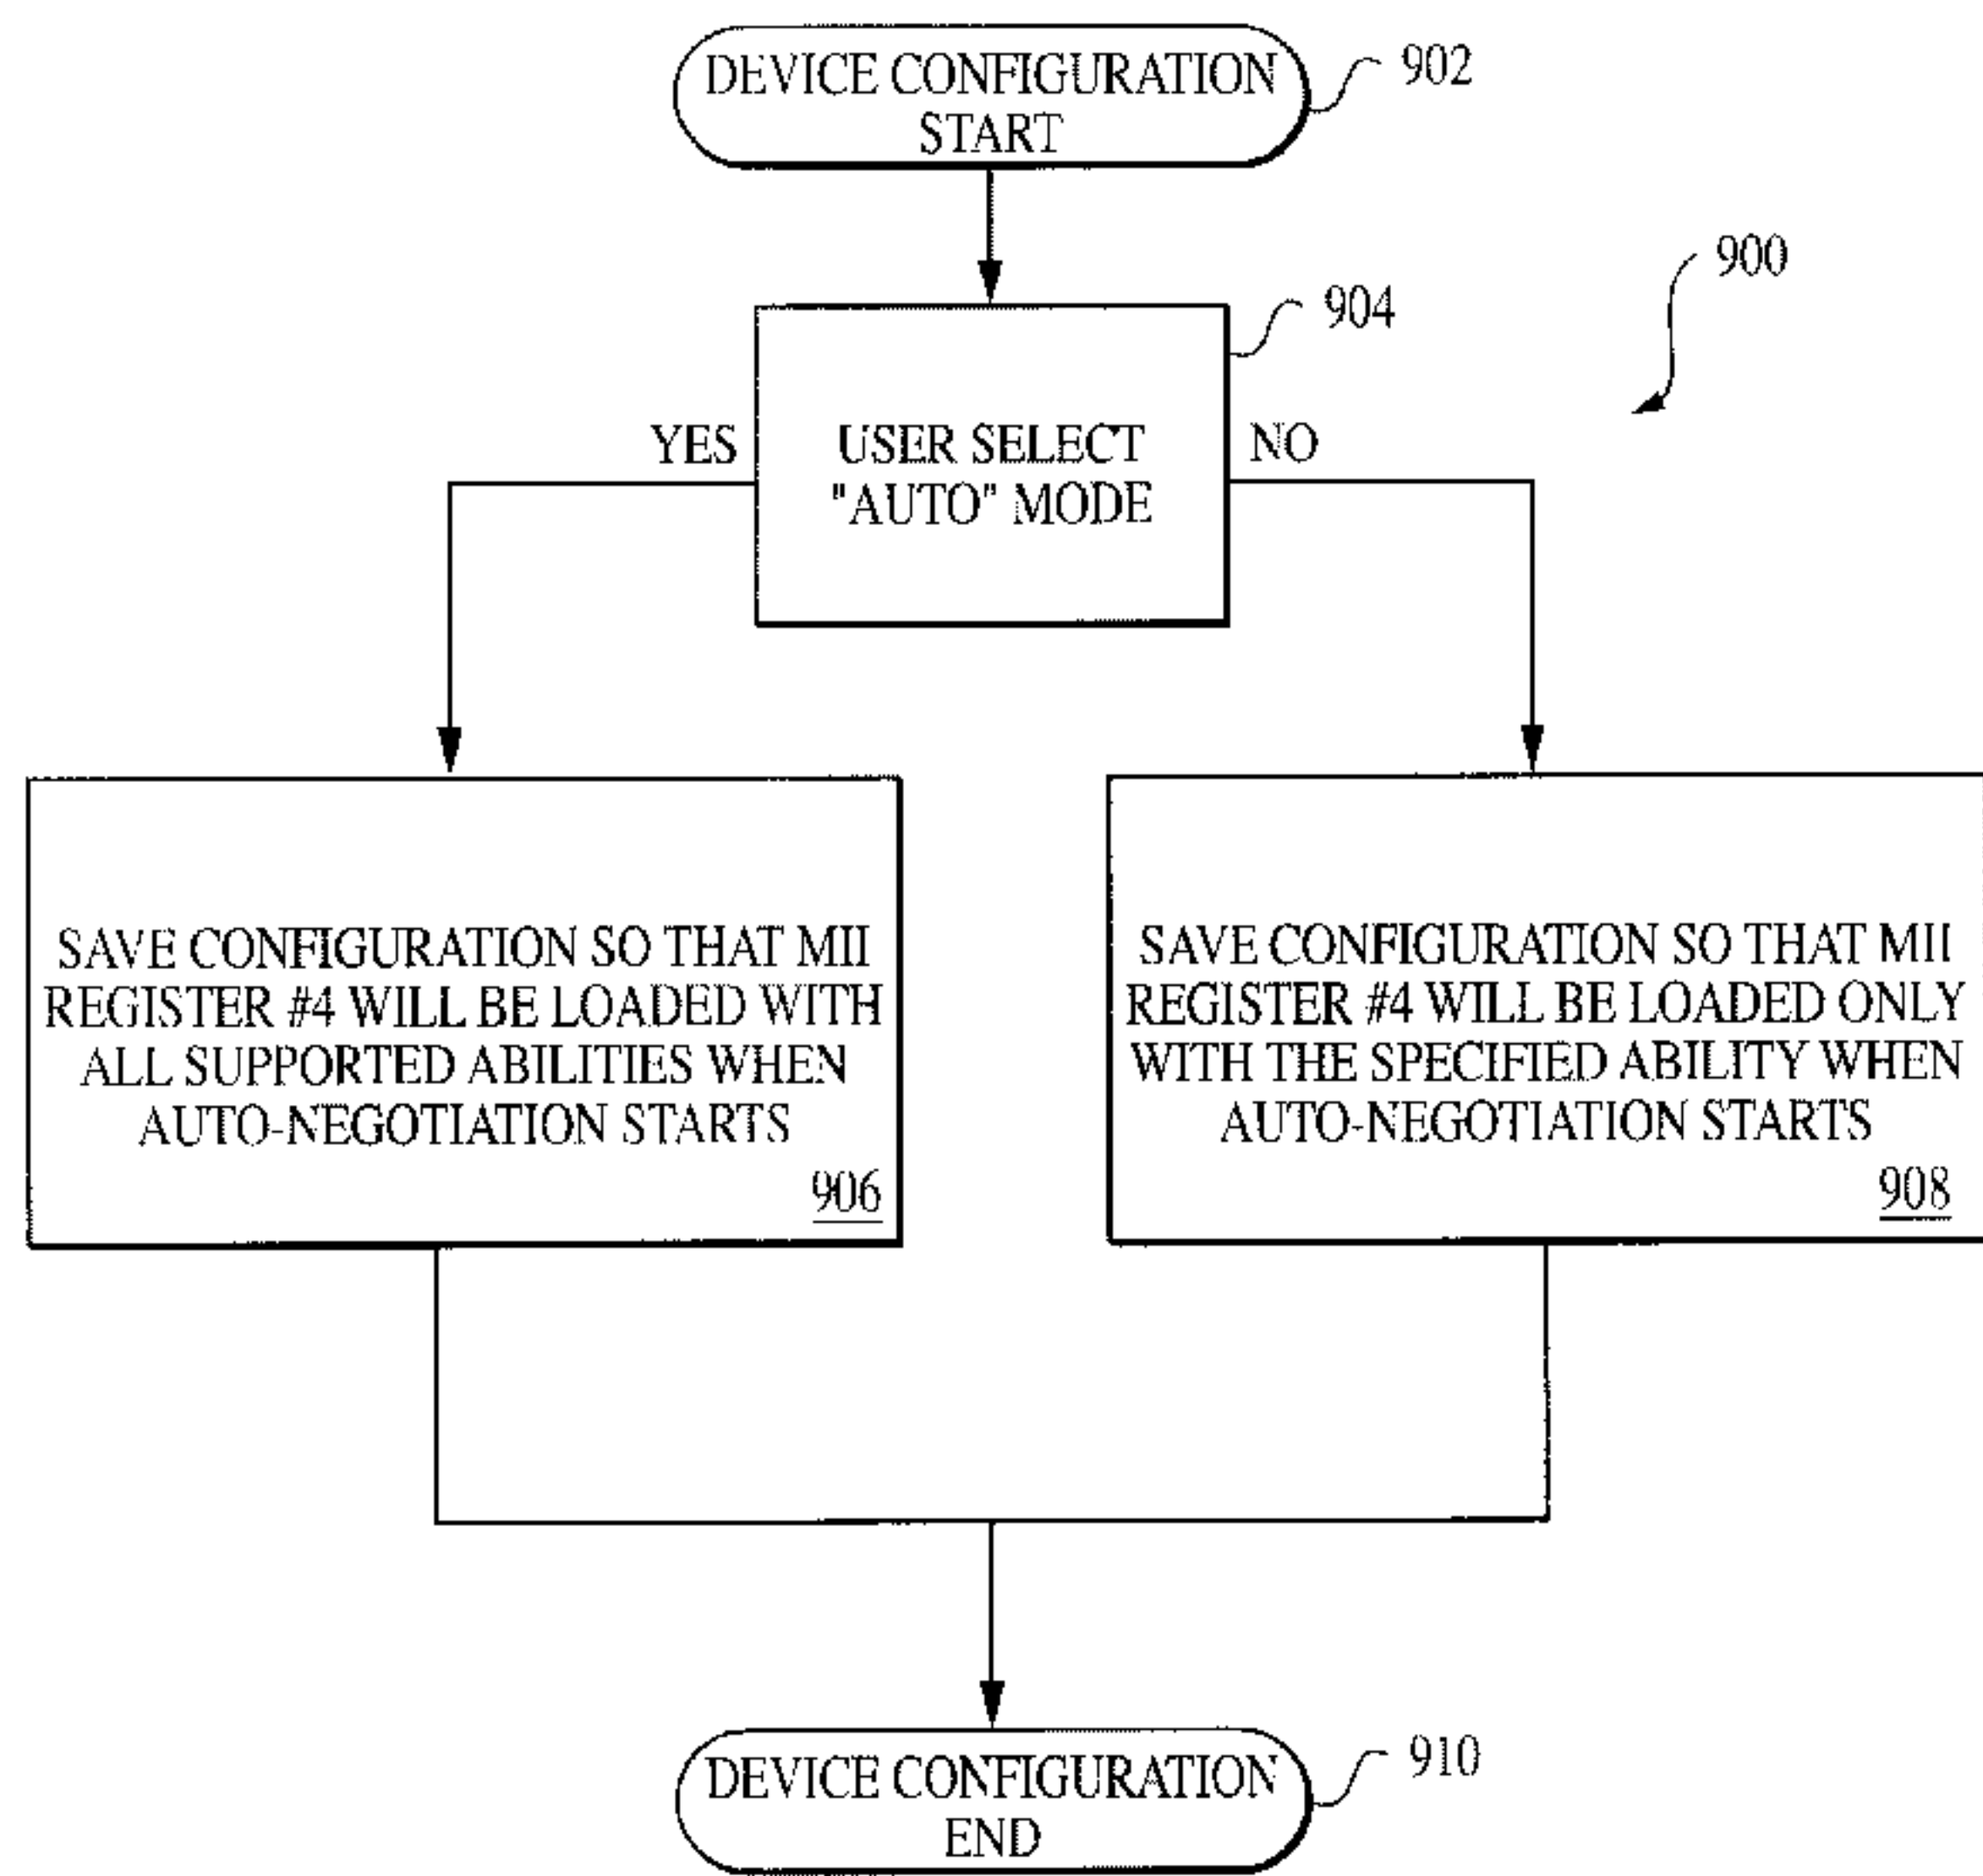 DEVICE CONFIGURATION
START
902
900
904
YES
USER SELECT
"AUTO" MODE
NO
SAVE CONFIGURATION SO THAT MII
REGISTER #4 WILL BE LOADED WITH
ALL SUPPORTED ABILITIES WHEN
AUTO-NEGOTIATION STARTS
906
SAVE CONFIGURATION SO THAT MII
REGISTER #4 WILL BE LOADED ONLY
WITH THE SPECIFIED ABILITY WHEN
AUTO-NEGOTIATION STARTS
908
DEVICE CONFIGURATION
END
910